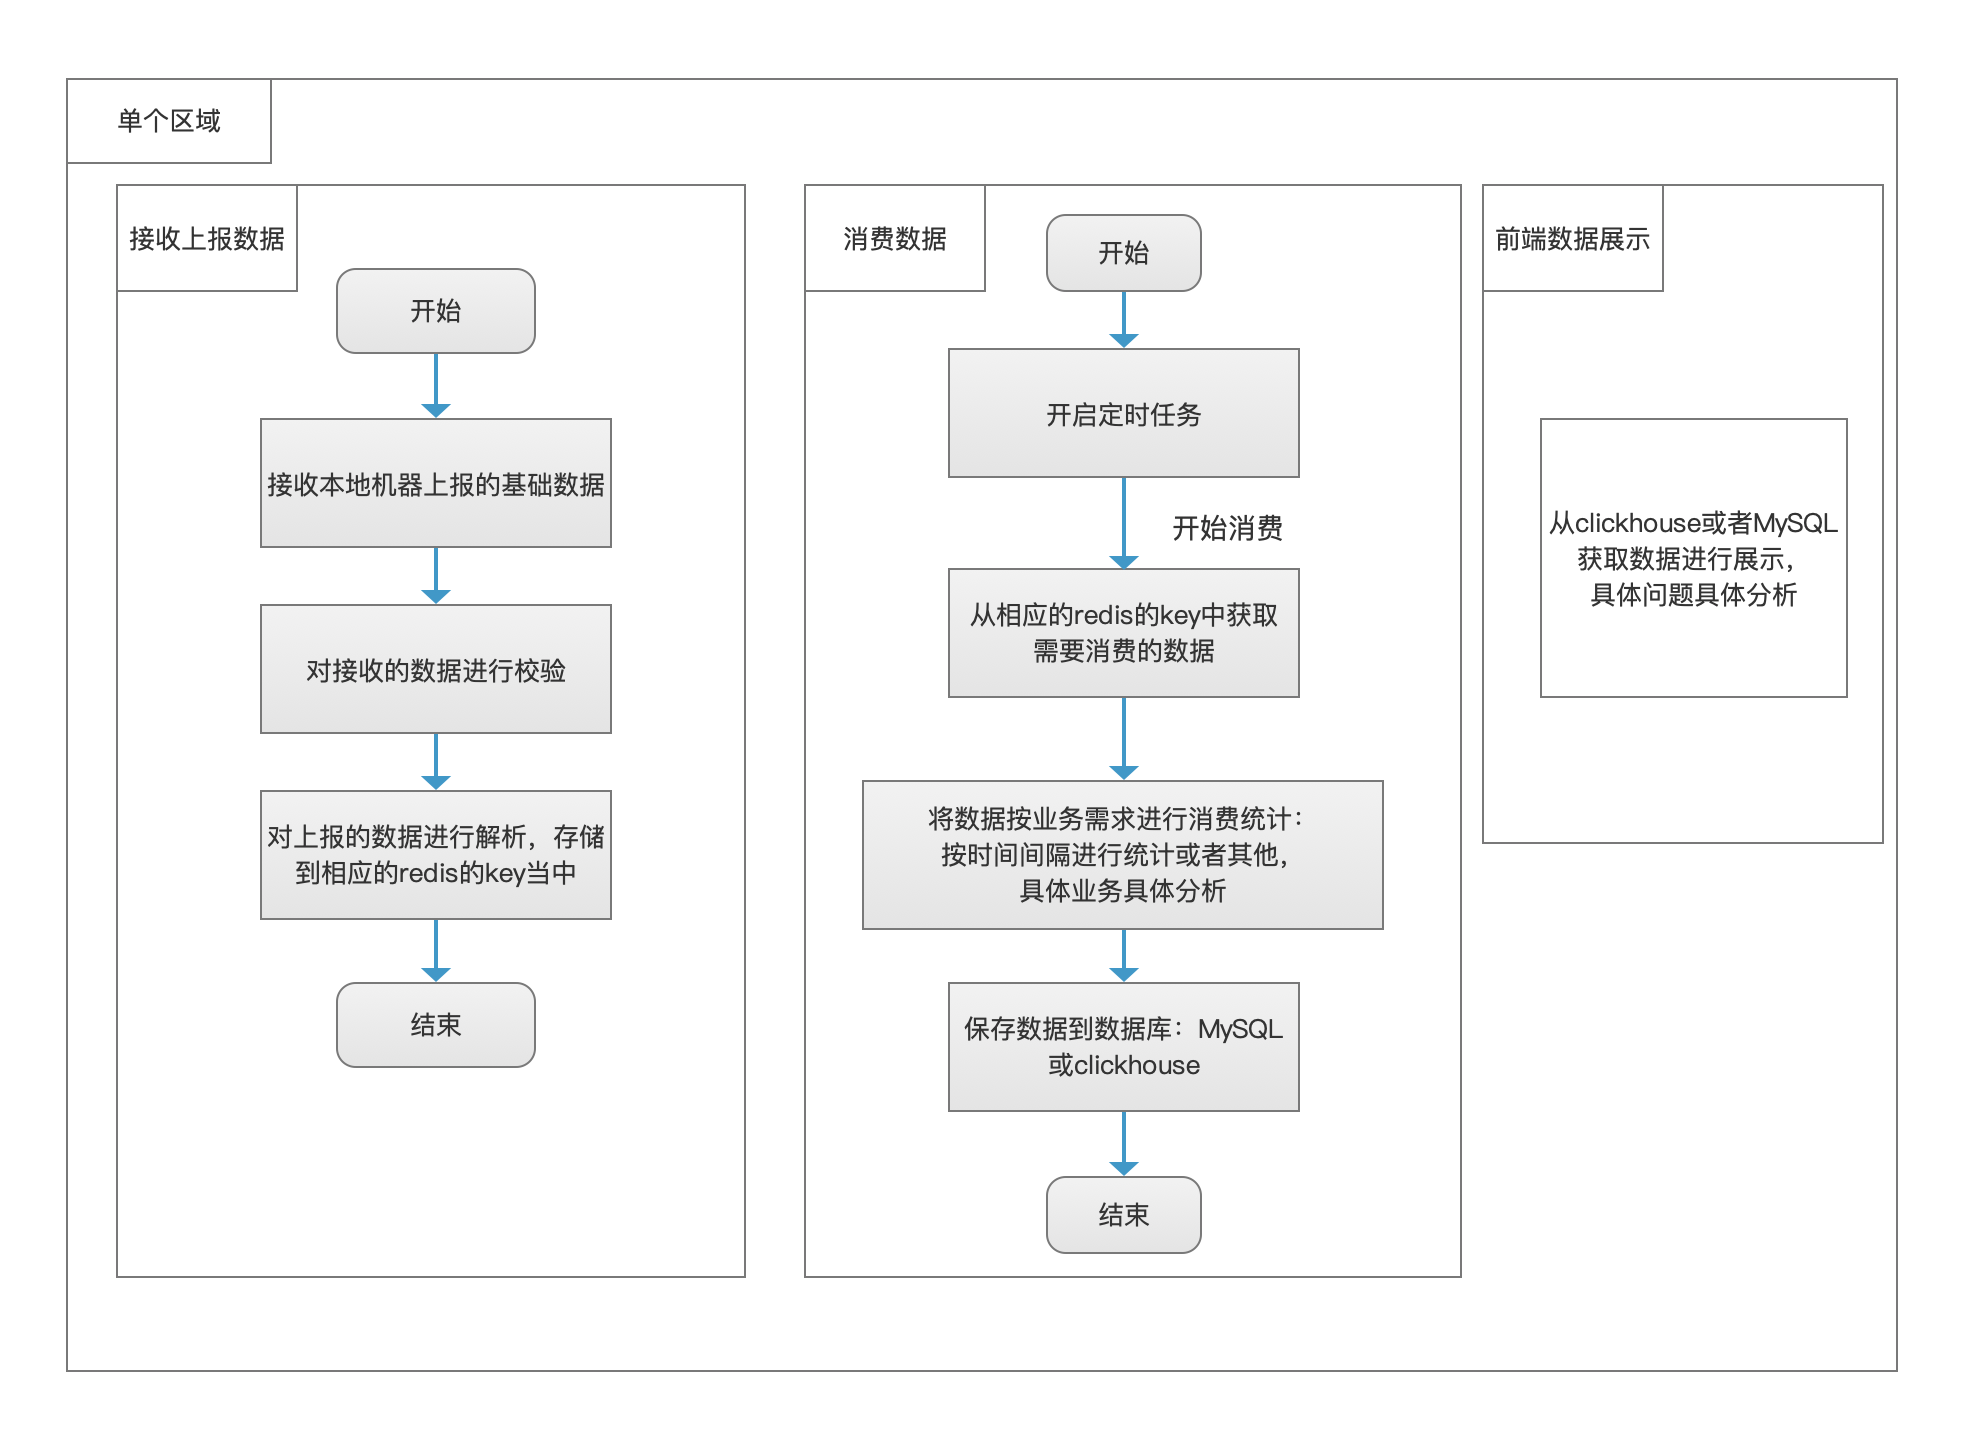 单个区域
接收上报数据
开始
接收本地机器上报的基础数据
对接收的数据进行校验
对上报的数据进行解析，存储
到相应的redis的key当中
结束
消费数据
开始
开启定时任务
开始消费
从相应的redis的key中获取
需要消费的数据
将数据按业务需求进行消费统计：
按时间间隔进行统计或者其他，
具体业务具体分析
保存数据到数据库：MySQL
或clickhouse
结束
前端数据展示
从clickhouse或者MySQL
获取数据进行展示，
具体问题具体分析